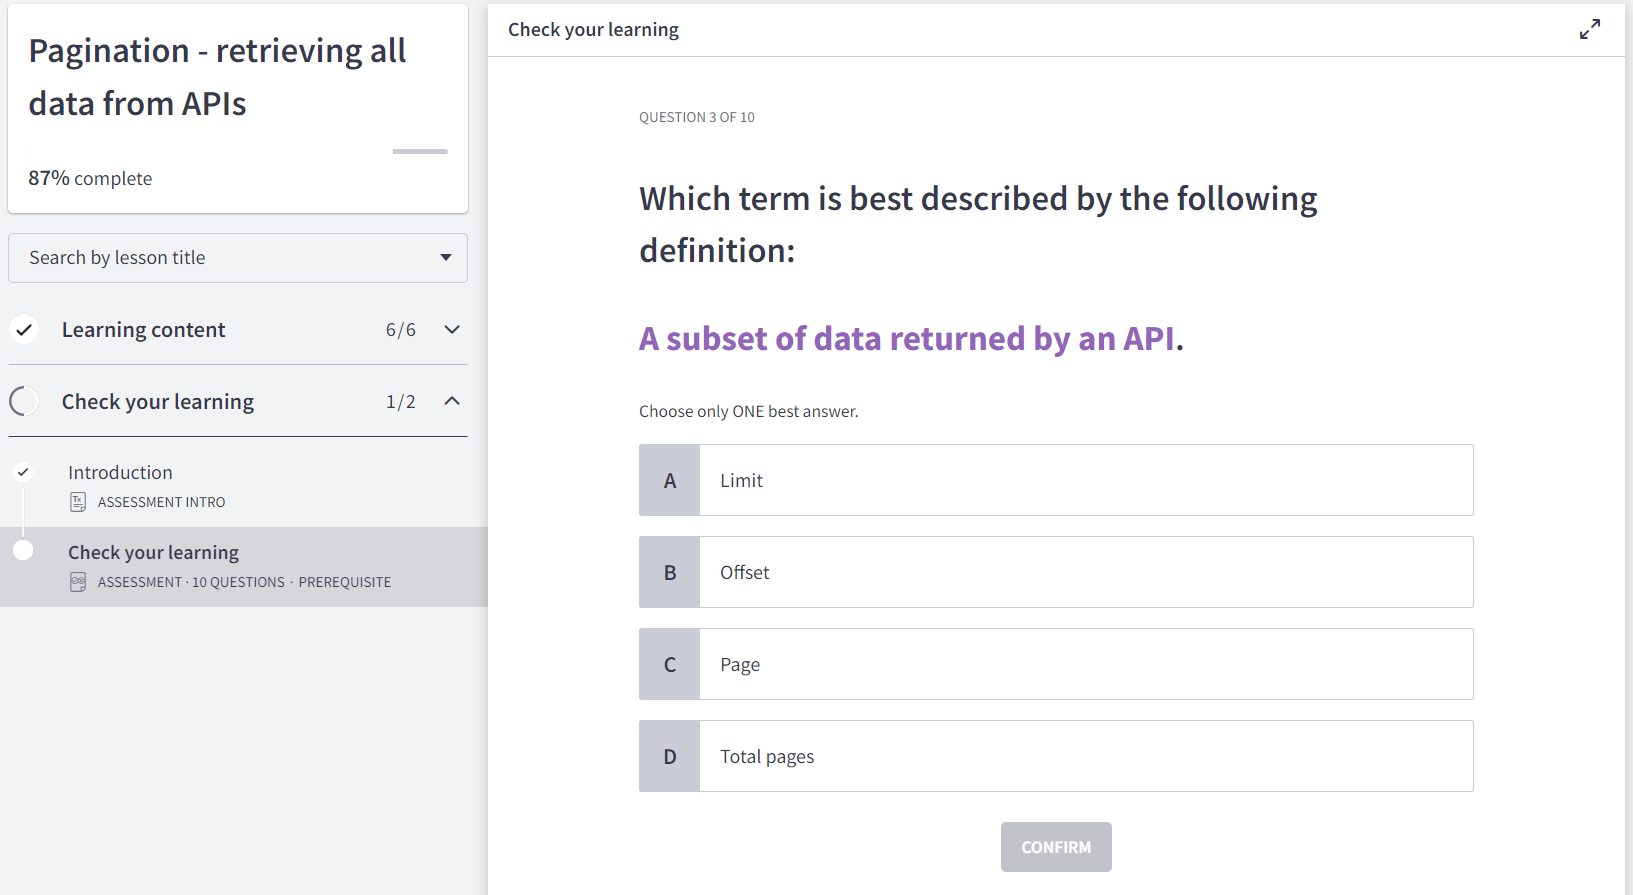 Pagination - retrieving all
data from APIs
87% complete
Search by lesson title
Learning content 6/6
Check your learning 1/2
Introduction
ASSESSMENT INTRO
Check your learning
ASSESSMENT · 10 QUESTIONS · PREREQUISITE
Check your learning
QUESTION 3 OF 10
Which term is best described by the following
definition:
A subset of data returned by an API.
Choose only ONE best answer.
A Limit
B Offset
C Page
D Total pages
CONFIRM